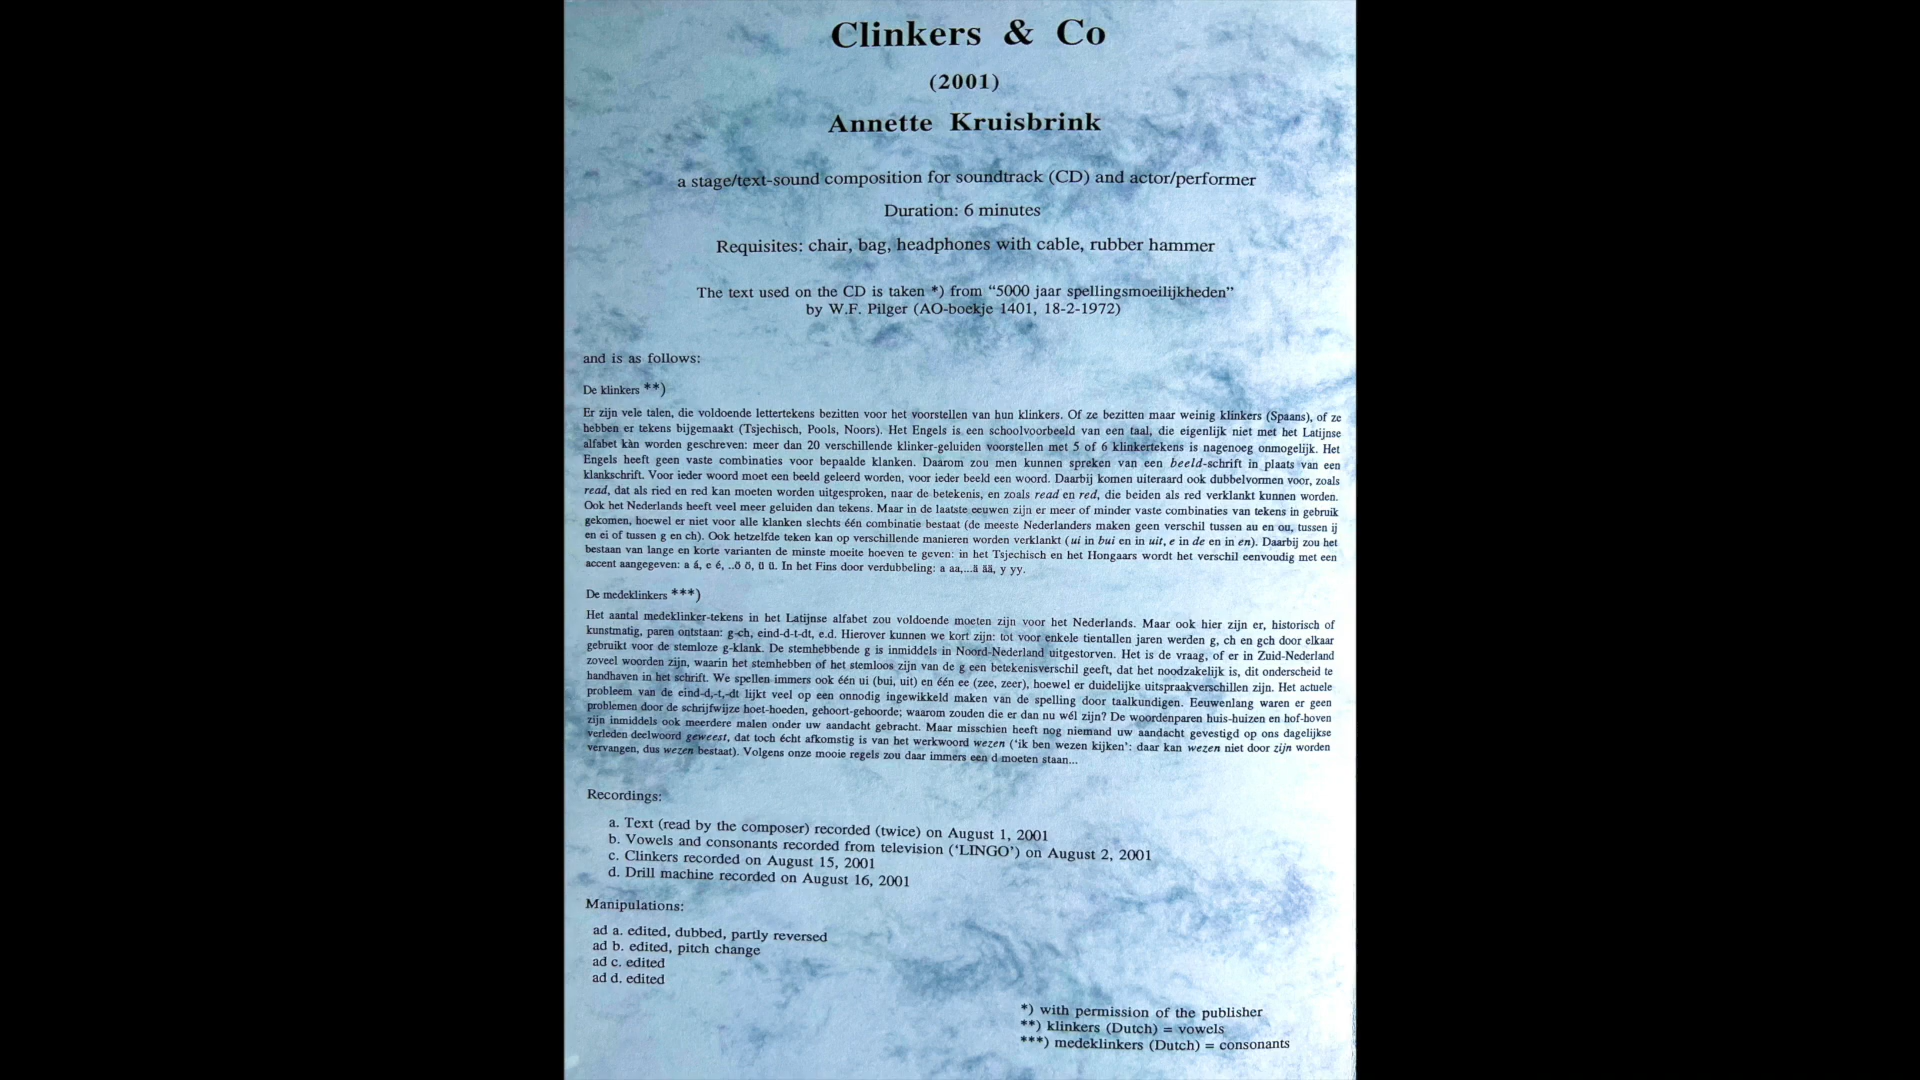 Clinkers & Co
(2001)
Annette Kruisbrink
a stage/text-sound composition for soundtrack (CD) and actor/performer
Duration: 6 minutes
Requisites: chair, bag, headphones with cable, rubber hammer
The text used on the CD is taken *) from “5000 jaar spellingsmoeilijkheden”
by W.F. Pilger (AO-boekje 1401, 18-2-1972)
and is as follows:
De klinkers **)
Er zijn vele talen, die voldoende lettertekens bezitten voor het voorstellen van hun klinkers. Of ze bezitten maar weinig klinkers (Spaans), of ze
hebben er tekens bijgemaakt (Tsjechisch, Pools, Noors). Het Engels is een schoolvoorbeeld van een taal, die eigenlijk niet met het Latijnse
alfabet kàn worden geschreven: meer dan 20 verschillende klinker-geluiden voorstellen met 5 of 6 klinkertekens is nagenoeg onmogelijk. Het
Engels heeft geen vaste combinaties voor bepaalde klanken. Daarom zou men kunnen spreken van een beeld-schrift in plaats van een
klankschrift. Voor ieder woord moet een beeld geleerd worden, voor ieder beeld een woord. Daarbij komen uiteraard ook dubbelvormen voor, zoals
read, dat als ried en red kan moeten worden uitgesproken, naar de betekenis, en zoals read en red, die beiden als red verklankt kunnen worden.
Ook het Nederlands heeft veel meer geluiden dan tekens. Maar in de laatste eeuwen zijn er meer of minder vaste combinaties van tekens in gebruik
gekomen, hoewel er niet voor alle klanken slechts één combinatie bestaat (de meeste Nederlanders maken geen verschil tussen au en ou, tussen ij
en ei of tussen g en ch). Ook hetzelfde teken kan op verschillende manieren worden verklankt (ui in bui en in uit, e in de en in en). Daarbij zou het
bestaan van lange en korte varianten de minste moeite hoeven te geven: in het Tsjechisch en het Hongaars wordt het verschil eenvoudig met een
accent aangegeven: a á, e é, In het Fins door verdubbeling: a aa,...ä ää, y yy.
De medeklinkers ***)
Het aantal medeklinker-tekens in het Latijnse alfabet zou voldoende moeten zijn voor het Nederlands. Maar ook hier zijn er, historisch of
kunstmatig, paren ontstaan: g-ch, eind-d-t-dt, e.d. Hierover kunnen we kort zijn: tot voor enkele tientallen jaren werden g, ch en gch door elkaar
gebruikt voor de stemloze g-klank. De stemhebbende g is inmiddels in Noord-Nederland uitgestorven. Het is de vraag, of er in Zuid-Nederland
zoveel woorden zijn, waarin het stemhebben of het stemloos zijn van de g een betekenisverschil geeft, dat het noodzakelijk is, dit onderscheid te
handhaven in het schrift. We spellen immers ook één ui (bui, uit) en één ee (zee, zeer), hoewel er duidelijke uitspraakverschillen zijn. Het actuele
probleem van de eind-d,-t,-dt lijkt veel op een onnodig ingewikkeld maken van de spelling door taalkundigen. Eeuwenlang waren er geen
problemen door de schrijfwijze hoet-hoeden, gehoort-gehoorde; waarom zouden die er dan nu wél zijn? De woordenparen huis-huizen en hof-hoven
zijn inmiddels ook meerdere malen onder uw aandacht gebracht. Maar misschien heeft nog niemand uw aandacht gevestigd op ons dagelijkse
verleden deelwoord geweest, dat toch écht afkomstig is van het werkwoord wezen (‘ik ben wezen kijken’: daar kan wezen niet door zijn worden
vervangen, dus wezen bestaat). Volgens onze mooie regels zou daar immers een d moeten staan...
Recordings:
a. Text (read by the composer) recorded (twice) on August 1, 2001
b. Vowels and consonants recorded from television (‘LINGO’) on August 2, 2001
c. Clinkers recorded on August 15, 2001
d. Drill machine recorded on August 16, 2001
Manipulations:
ad a. edited, dubbed, partly reversed
ad b. edited, pitch change
ad c. edited
ad d. edited
*) with permission of the publisher
**) klinkers (Dutch) = vowels
***) medeklinkers (Dutch) = consonants